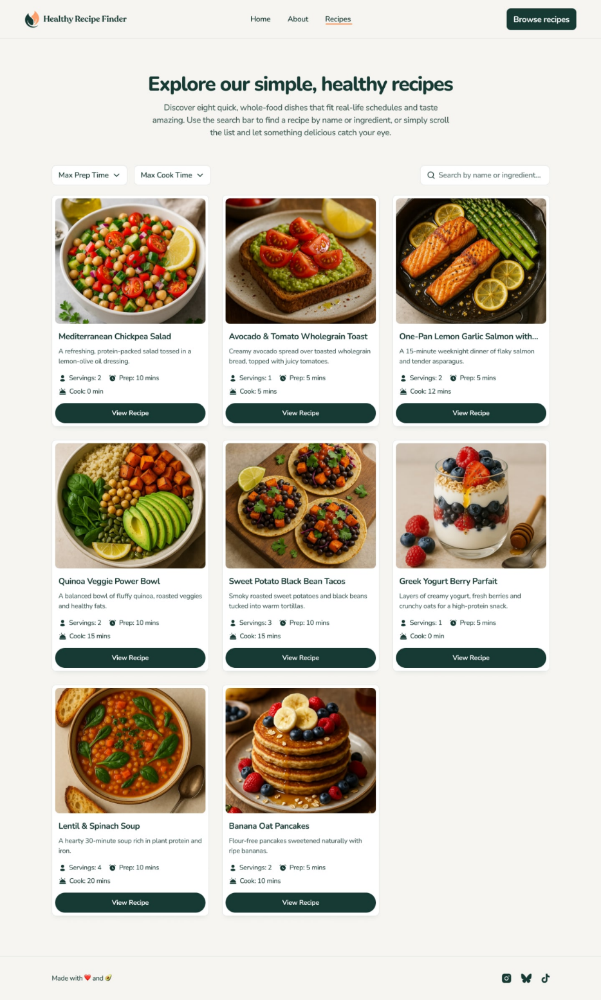 Healthy Recipe Finder
Home
About
Recipes
Browse recipes
Explore our simple, healthy recipes
Discover eight quick, whole-food dishes that fit real-life schedules and taste
amazing. Use the search bar to find a recipe by name or ingredient, or simply scroll
the list and let something delicious catch your eye.
Max Prep Time
Max Cook Time
Search by name or ingredient...
Mediterranean Chickpea Salad
A refreshing, protein-packed salad tossed in a
lemon-olive oil dressing.
Servings: 2 Prep: 10 mins
Cook: 0 min
View Recipe
Avocado & Tomato Wholegrain Toast
Creamy avocado spread over toasted wholegrain
bread, topped with juicy tomatoes.
Servings: 1 Prep: 5 mins
Cook: 5 mins
View Recipe
One-Pan Lemon Garlic Salmon with...
A 15-minute weeknight dinner of flaky salmon
and tender asparagus.
Servings: 2 Prep: 5 mins
Cook: 12 mins
View Recipe
Quinoa Veggie Power Bowl
A balanced bowl of fluffy quinoa, roasted veggies
and healthy fats.
Servings: 2 Prep: 10 mins
Cook: 15 mins
View Recipe
Sweet Potato Black Bean Tacos
Smoky roasted sweet potatoes and black beans
tucked into warm tortillas.
Servings: 3 Prep: 10 mins
Cook: 15 mins
View Recipe
Greek Yogurt Berry Parfait
Layers of creamy yogurt, fresh berries and
crunchy oats for a high-protein snack.
Servings: 1 Prep: 5 mins
Cook: 0 min
View Recipe
Lentil & Spinach Soup
A hearty 30-minute soup rich in plant protein and
iron.
Servings: 4 Prep: 10 mins
Cook: 20 mins
View Recipe
Banana Oat Pancakes
Flour-free pancakes sweetened naturally with
ripe bananas.
Servings: 2 Prep: 5 mins
Cook: 10 mins
View Recipe
Made with ❤️ and 🥑